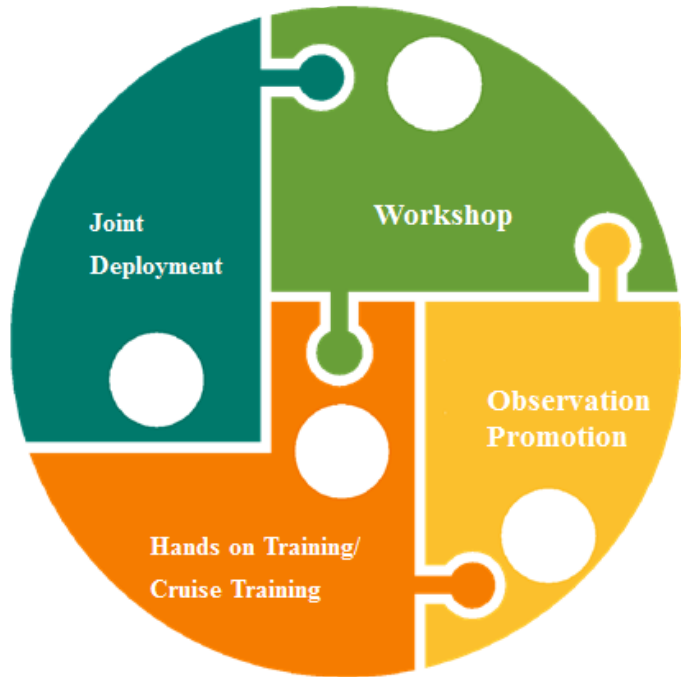 Joint
Deployment
Workshop
Observation
Promotion
Hands on Training/
Cruise Training